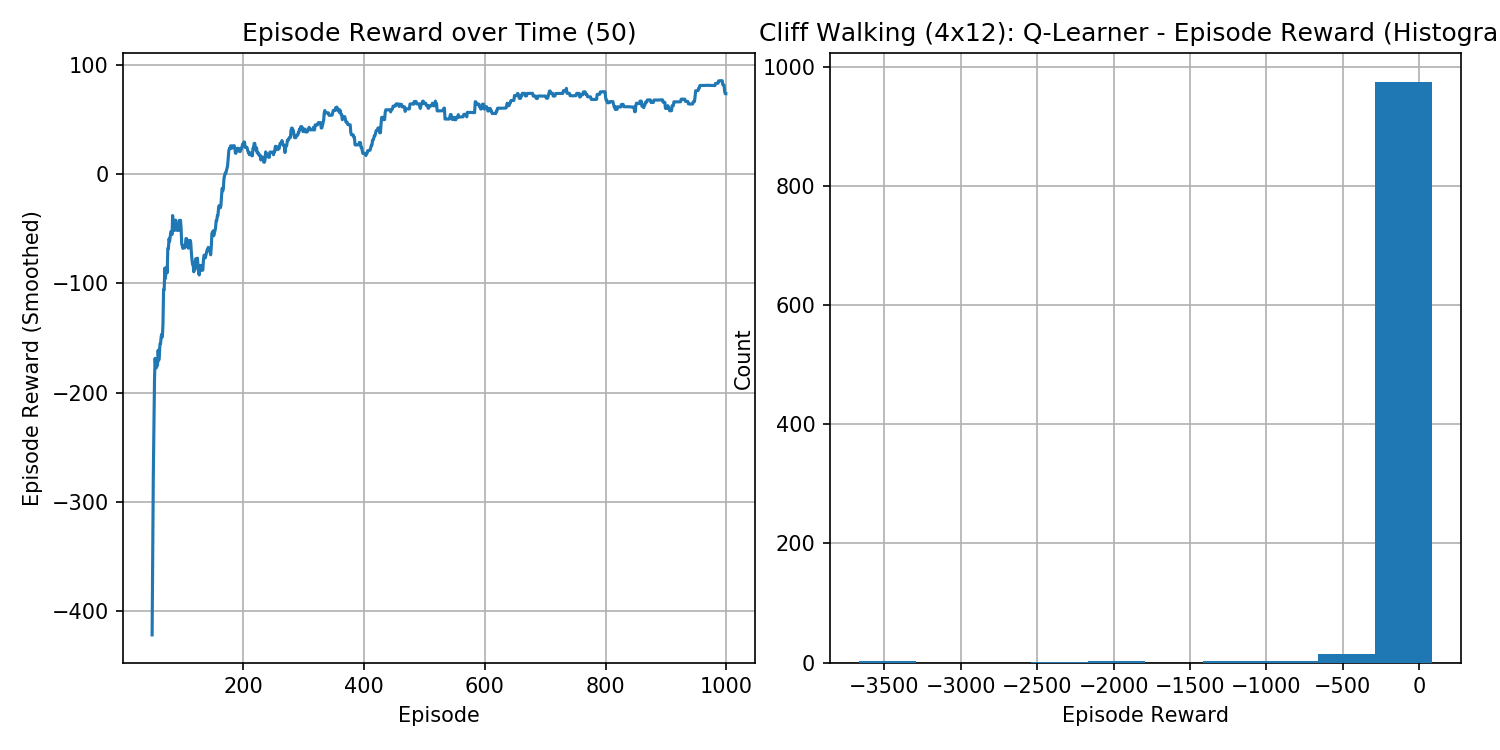 Episode Reward over Time (50)
Episode Reward (Smoothed)
100
0
−100
−200
−300
−400
200
400
600
800
1000
Episode
Cliff Walking (4x12): Q-Learner - Episode Reward (Histogra
Count
1000
800
600
400
200
0
−3500 −3000 −2500 −2000 −1500 −1000 −500 0
Episode Reward